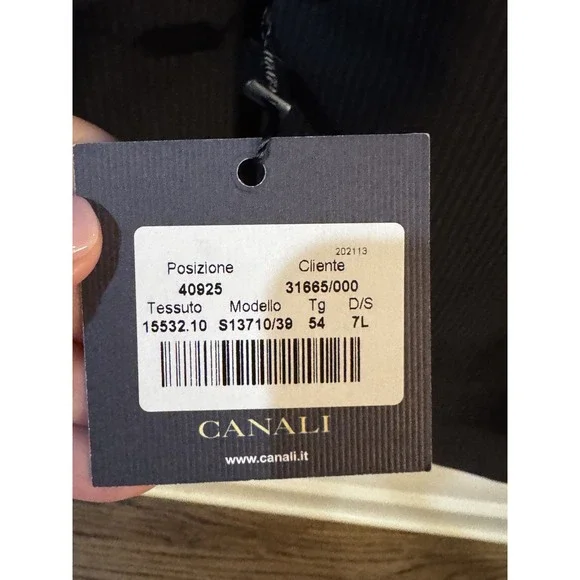 202113
Posizione Cliente
40925 31665/000
Tessuto Modello Tg D/S
15532.10 S13710/39 54 7L
CANALI
www.canali.it